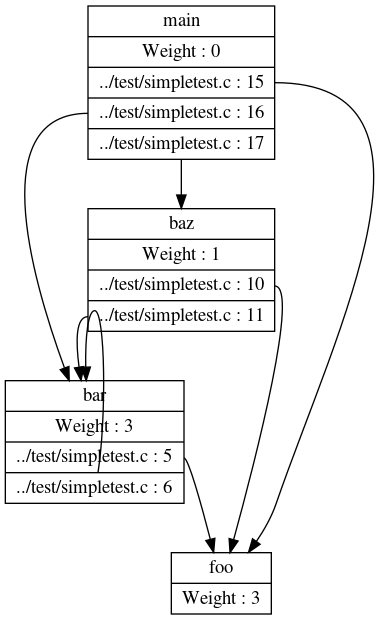 main
Weight : 0
../test/simpletest.c : 15
../test/simpletest.c : 16
../test/simpletest.c : 17
baz
Weight : 1
../test/simpletest.c : 10
../test/simpletest.c : 11
bar
Weight : 3
../test/simpletest.c : 5
../test/simpletest.c : 6
foo
Weight : 3